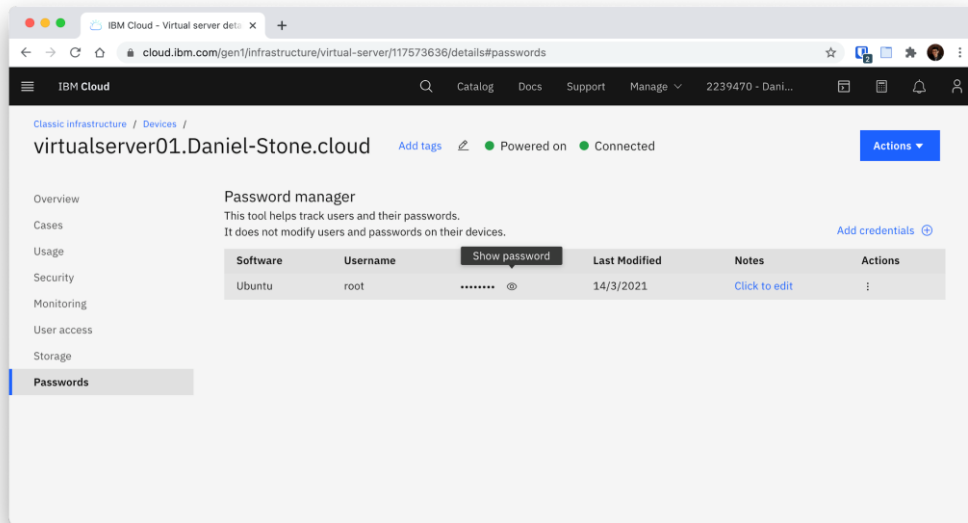 IBM Cloud - Virtual server deta
cloud.ibm.com/gen1/infrastructure/virtual-server/117573636/details#passwords
2
IBM Cloud
Catalog
Docs
Support
Manage
2239470 - Dani...
Classic infrastructure / Devices /
virtualserver01.Daniel-Stone.cloud
Add tags
Powered on
Connected
Actions
Overview
Cases
Usage
Security
Monitoring
User access
Storage
Passwords
Password manager
This tool helps track users and their passwords.
It does not modify users and passwords on their devices.
Add credentials
Show password
Software Username Last Modified Notes Actions
Ubuntu root •••••••• 14/3/2021 Click to edit